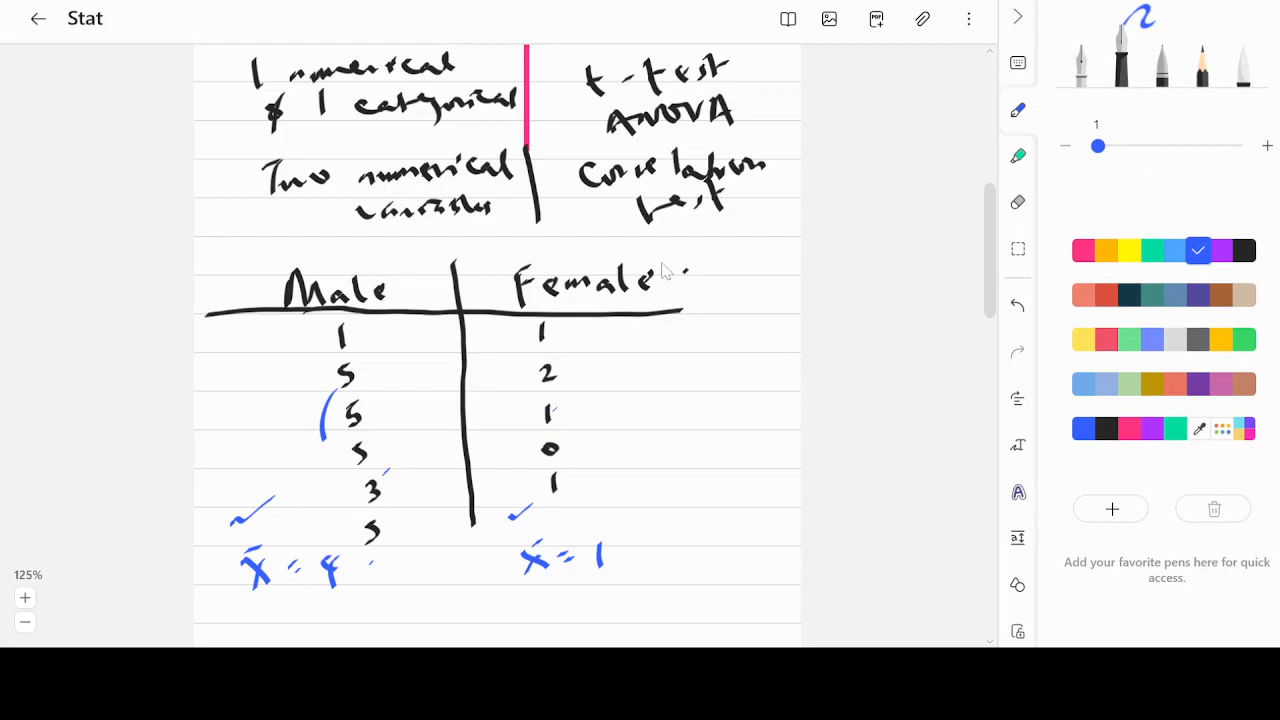 Stat
1 numerical
& 1 categorical
t-test
ANOVA
Two numerical
variables
Correlation
test
Male
Female
1
1
5
2
5
1
5
0
3
1
5
x̄ = 4
x̄ = 1
125%
1
Add your favorite pens here for quick
access.